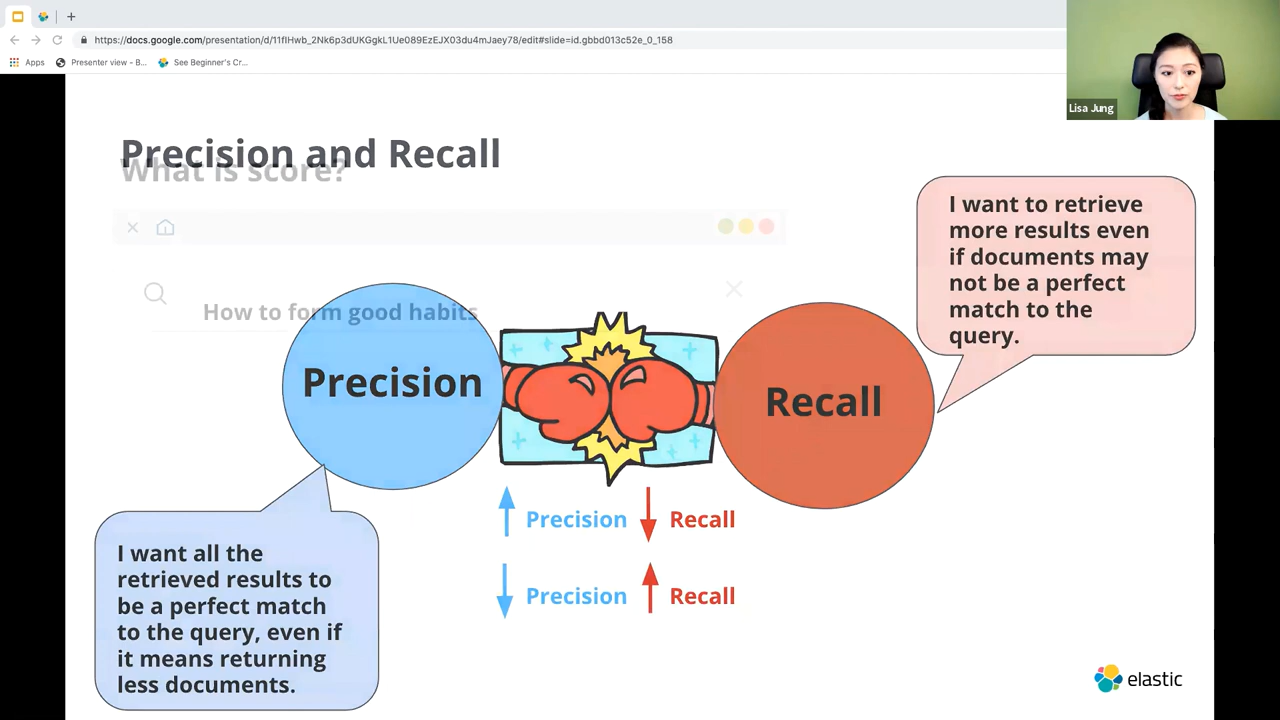 https://docs.google.com/presentation/d/11fIHwb_2Nk6p3dUKGgkL1Ue089EzEJX03du4mJaey78/edit#slide=id.gbbd013c52e_0_158
Apps
Presenter view - B...
See Beginner's Cr...
Lisa Jung
Precision and Recall
What is score?
I want to retrieve
more results even
if documents may
not be a perfect
match to the
query.
How to form good habits
Precision
Recall
Precision Recall
Precision Recall
I want all the
retrieved results to
be a perfect match
to the query, even if
it means returning
less documents.
elastic